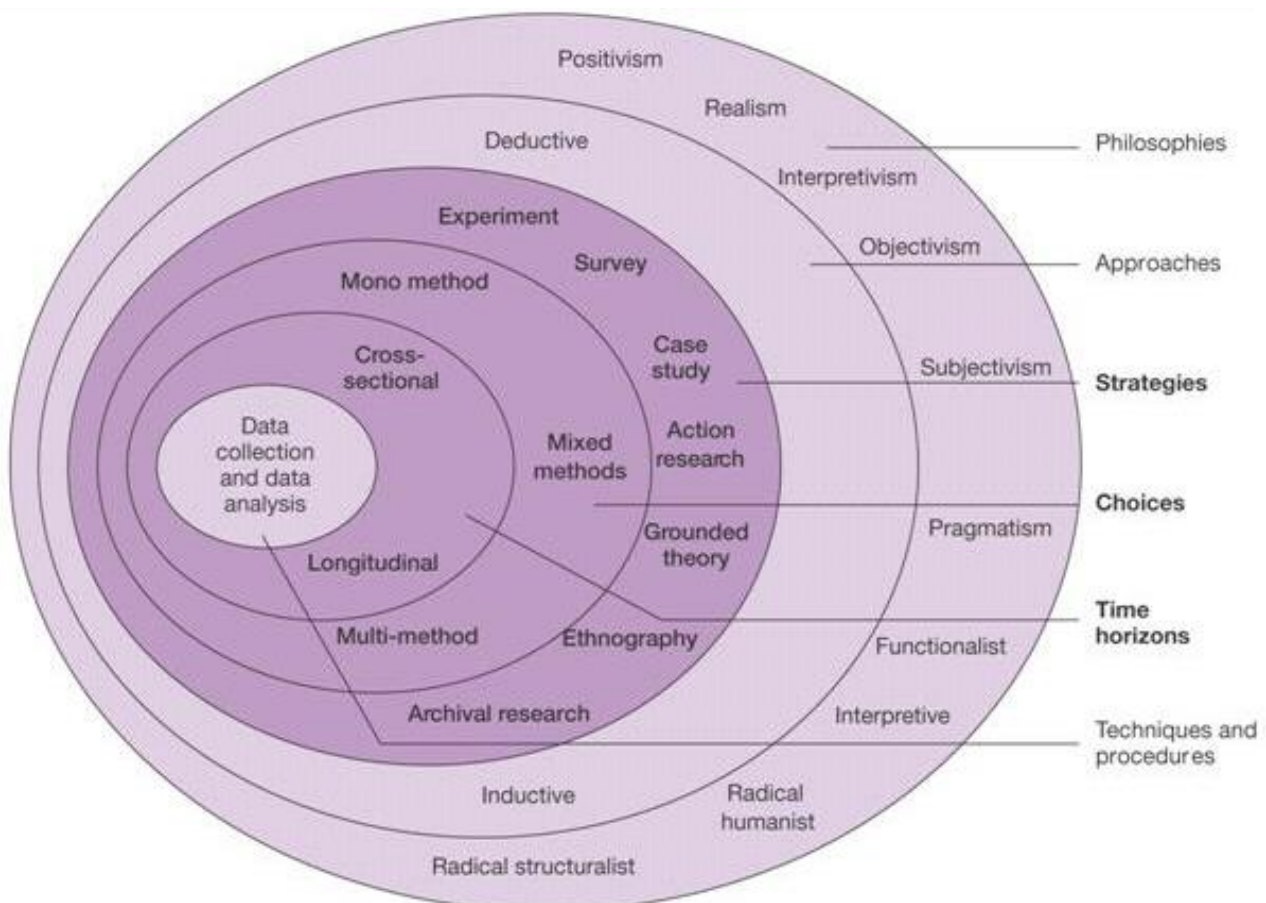 Positivism
Realism
Philosophies
Deductive
Interpretivism
Experiment
Objectivism
Approaches
Survey
Mono method
Case
study
Cross-
sectional
Subjectivism
Strategies
Data
collection
and data
analysis
Mixed
methods
Action
research
Choices
Pragmatism
Grounded
theory
Longitudinal
Time
horizons
Multi-method
Ethnography
Functionalist
Archival research
Interpretive
Techniques and
procedures
Inductive
Radical
humanist
Radical structuralist